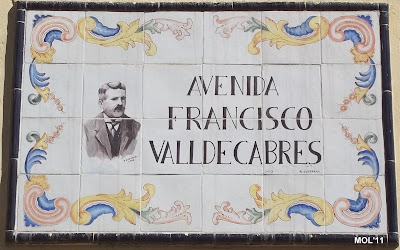 AVENIDA
FRANCISCO
VALLDECABRES
MOL'11